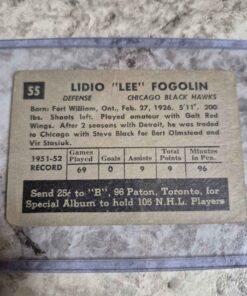 55
LIDIO "LEE" FOGOLIN
DEFENSE CHICAGO BLACK HAWKS
Born: Fort William, Ont., Feb. 27, 1926. 5'11". 200
lbs. Shoots left. Played amateur with Galt Red
Wings. After 2 seasons with Detroit, he was traded
to Chicago with Steve Black for Bert Olmstead and
Vic Stasiuk.
1951-52 RECORD
Games Played Goals Assists Points Minutes in Pen.
69 0 9 9 96
Send 25¢ to "B", 96 Paton, Toronto, for
Special Album to hold 105 N.H.L. Players